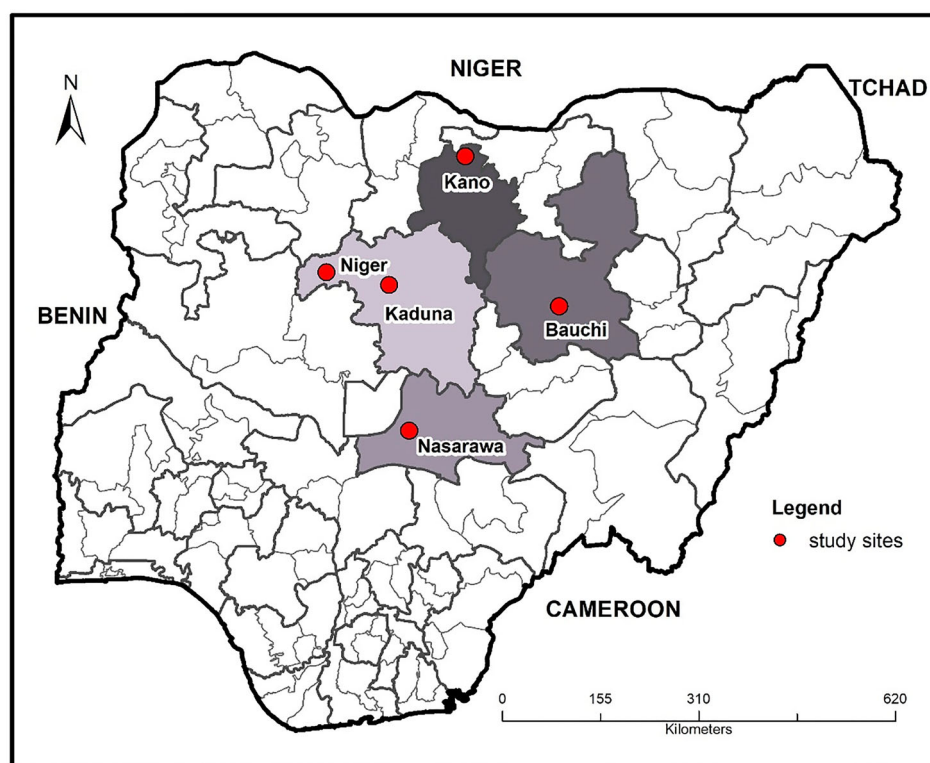 N
NIGER
TCHAD
Kano
Niger
Kaduna
BENIN
Bauchi
Nasarawa
Legend
study sites
CAMEROON
0 155 310 620
Kilometers